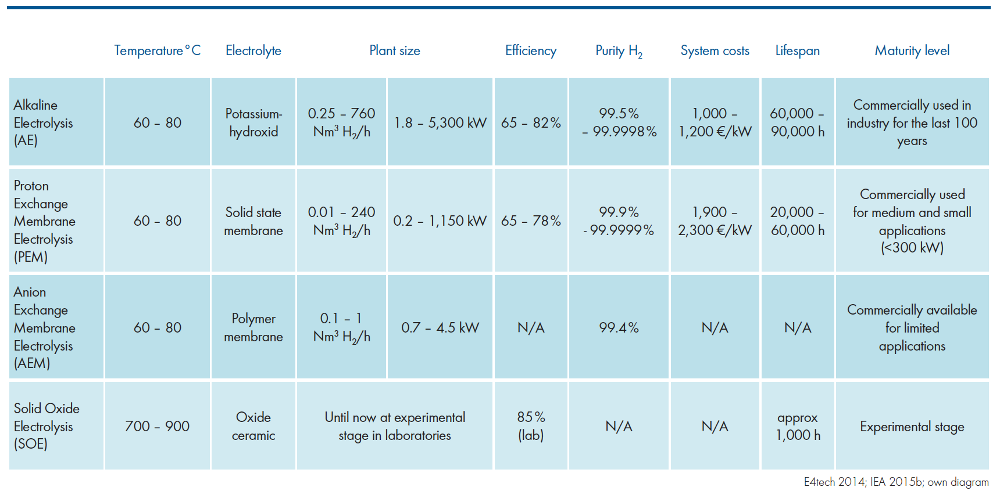 Temperature °C Electrolyte Plant size Efficiency Purity H₂ System costs Lifespan Maturity level
Alkaline
Electrolysis
(AE)
60 – 80
Potassium-
hydroxid
0.25 – 760
Nm³ H₂/h
1.8 – 5,300 kW
65 – 82%
99.5%
– 99.9998%
1,000 –
1,200 €/kW
60,000 –
90,000 h
Commercially used in
industry for the last 100
years
Proton
Exchange
Membrane
Electrolysis
(PEM)
60 – 80
Solid state
membrane
0.01 – 240
Nm³ H₂/h
0.2 – 1,150 kW
65 – 78%
99.9%
- 99.9999%
1,900 –
2,300 €/kW
20,000 –
60,000 h
Commercially used
for medium and small
applications
(<300 kW)
Anion
Exchange
Membrane
Electrolysis
(AEM)
60 – 80
Polymer
membrane
0.1 – 1
Nm³ H₂/h
0.7 – 4.5 kW
N/A
99.4%
N/A
N/A
Commercially available
for limited
applications
Solid Oxide
Electrolysis
(SOE)
700 – 900
Oxide
ceramic
Until now at experimental
stage in laboratories
85%
(lab)
N/A
N/A
approx
1,000 h
Experimental stage
E4tech 2014; IEA 2015b; own diagram